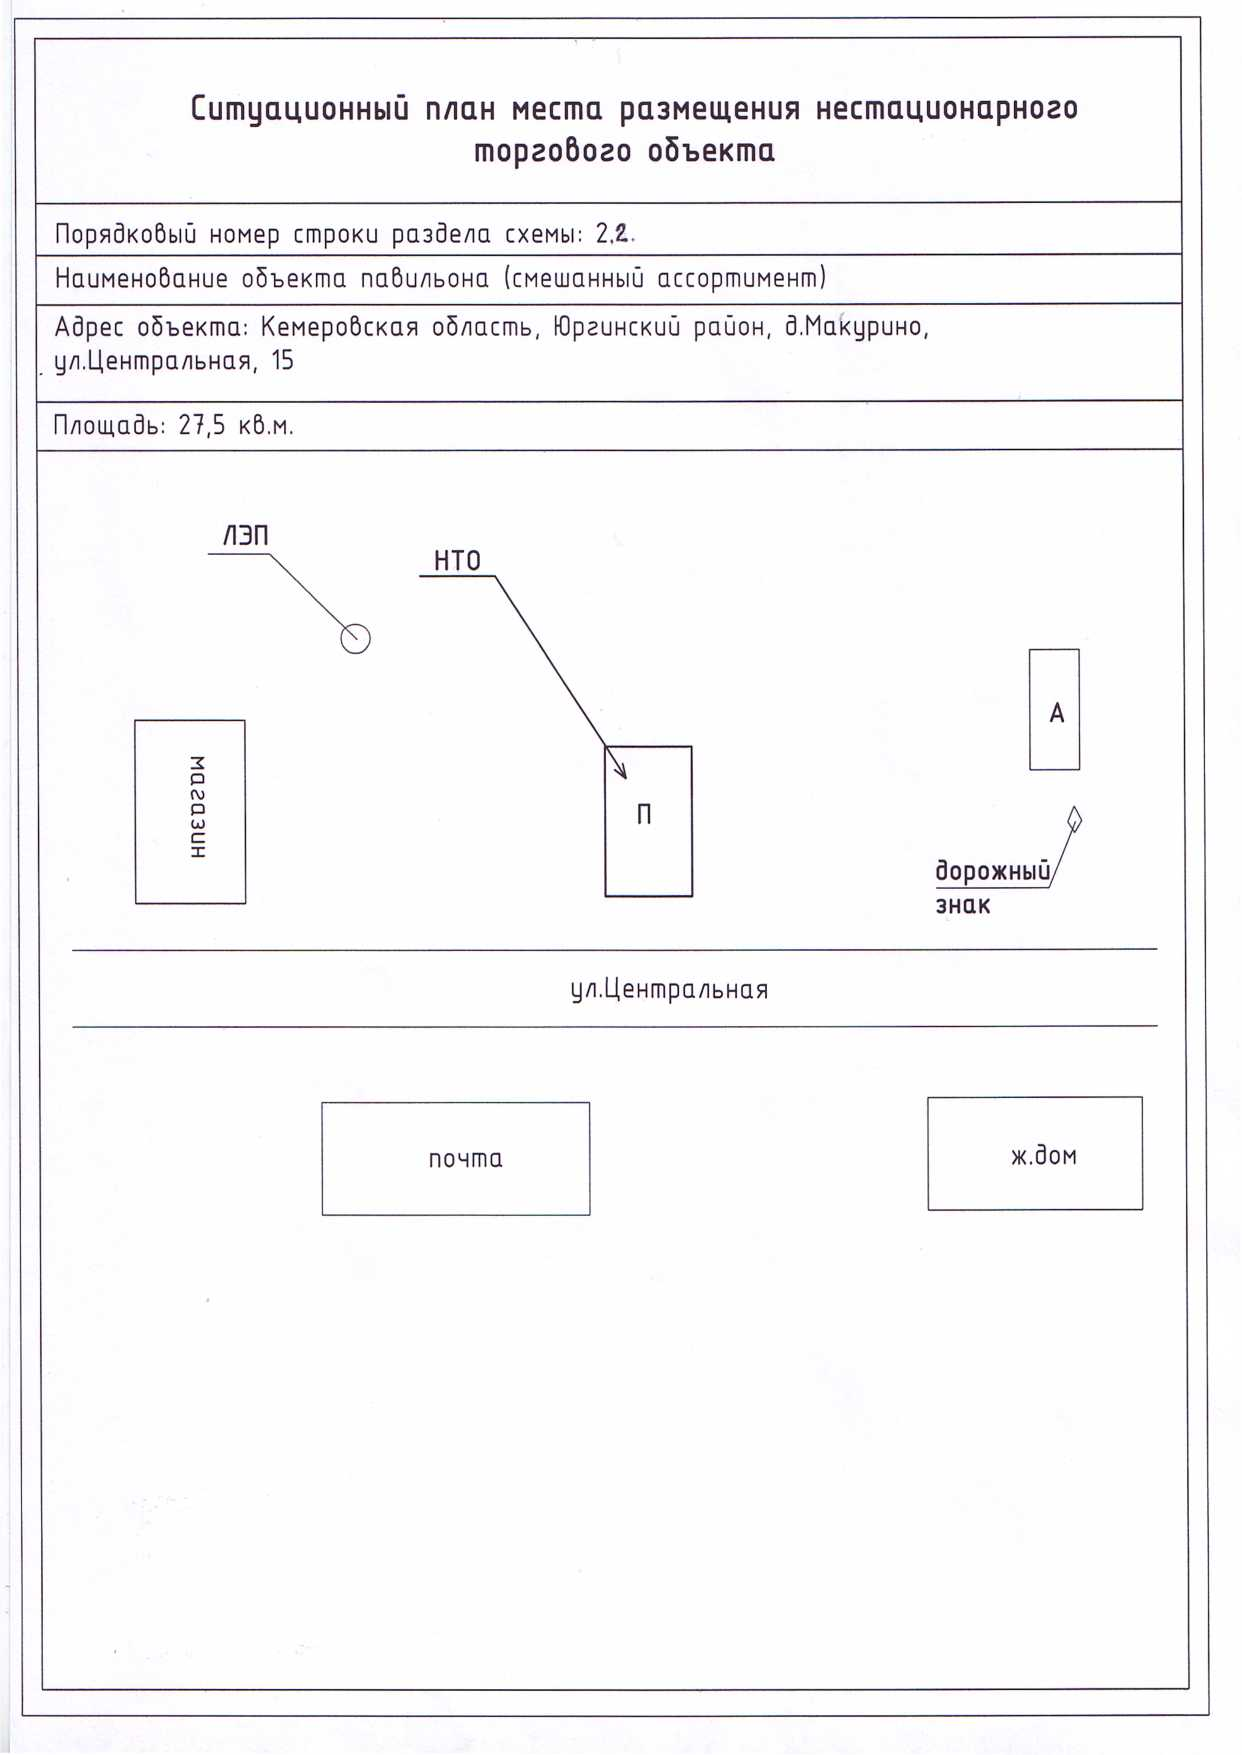 Ситуационный план места размещения нестационарного
торгового объекта
Порядковый номер строки раздела схемы: 2.2.
Наименование объекта павильона (смешанный ассортимент)
Адрес объекта: Кемеровская область, Юргинский район, д.Макурино,
ул.Центральная, 15
Площадь: 27,5 кв.м.
ЛЭП
НТО
А
магазин
П
дорожный
знак
ул.Центральная
почта
ж.дом